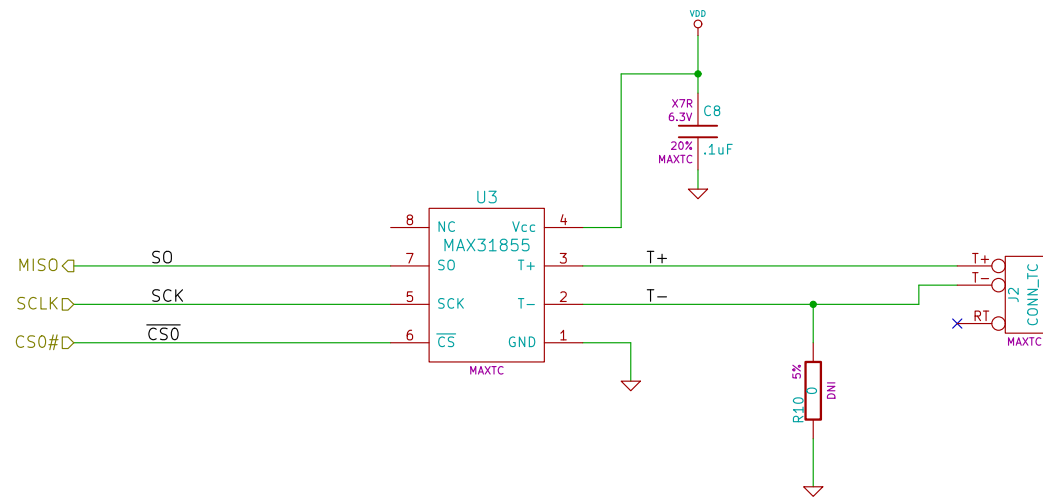 VDD
X7R
6.3V
C8
20%
.1uF
MAXTC
U3
8 NC Vcc 4
MAX31855
MISO SO 7 SO T+ 3 T+ T+
T-
SCLK SCK 5 SCK T- 2 T-
J2
CONN_TC
RT
CS0# CS0 6 CS GND 1
MAXTC
MAXTC
5%
R10
0
DNI